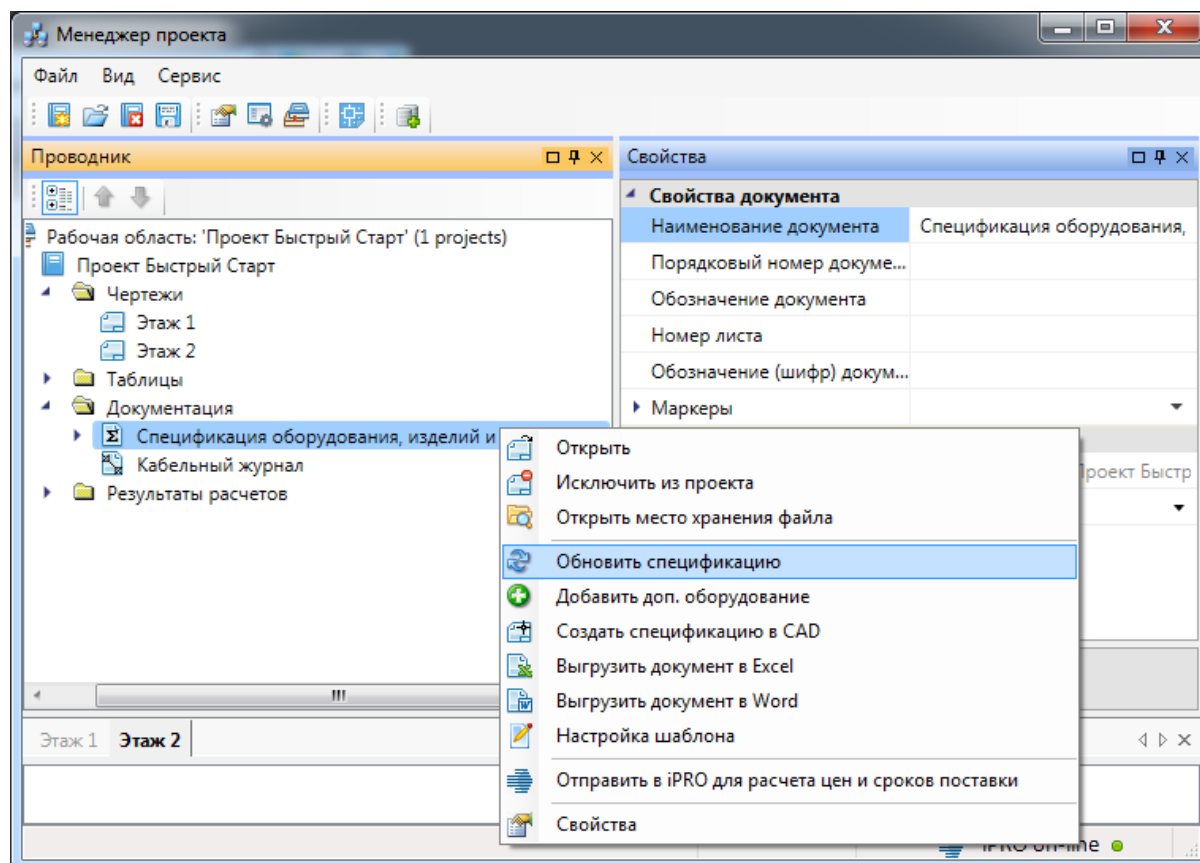 Менеджер проекта
Файл Вид Сервис
Проводник
Свойства
Рабочая область: 'Проект Быстрый Старт' (1 projects)
Проект Быстрый Старт
Чертежи
Этаж 1
Этаж 2
Таблицы
Документация
Спецификация оборудования, изделий и
Кабельный журнал
Результаты расчетов
Свойства документа
Наименование документа Спецификация оборудования,
Порядковый номер докуме...
Обозначение документа
Номер листа
Обозначение (шифр) докум...
Маркеры
Проект Быстр
Открыть
Исключить из проекта
Открыть место хранения файла
Обновить спецификацию
Добавить доп. оборудование
Создать спецификацию в CAD
Выгрузить документ в Excel
Выгрузить документ в Word
Настройка шаблона
Отправить в iPRO для расчета цен и сроков поставки
Свойства
Этаж 1 Этаж 2
iPRO on-line